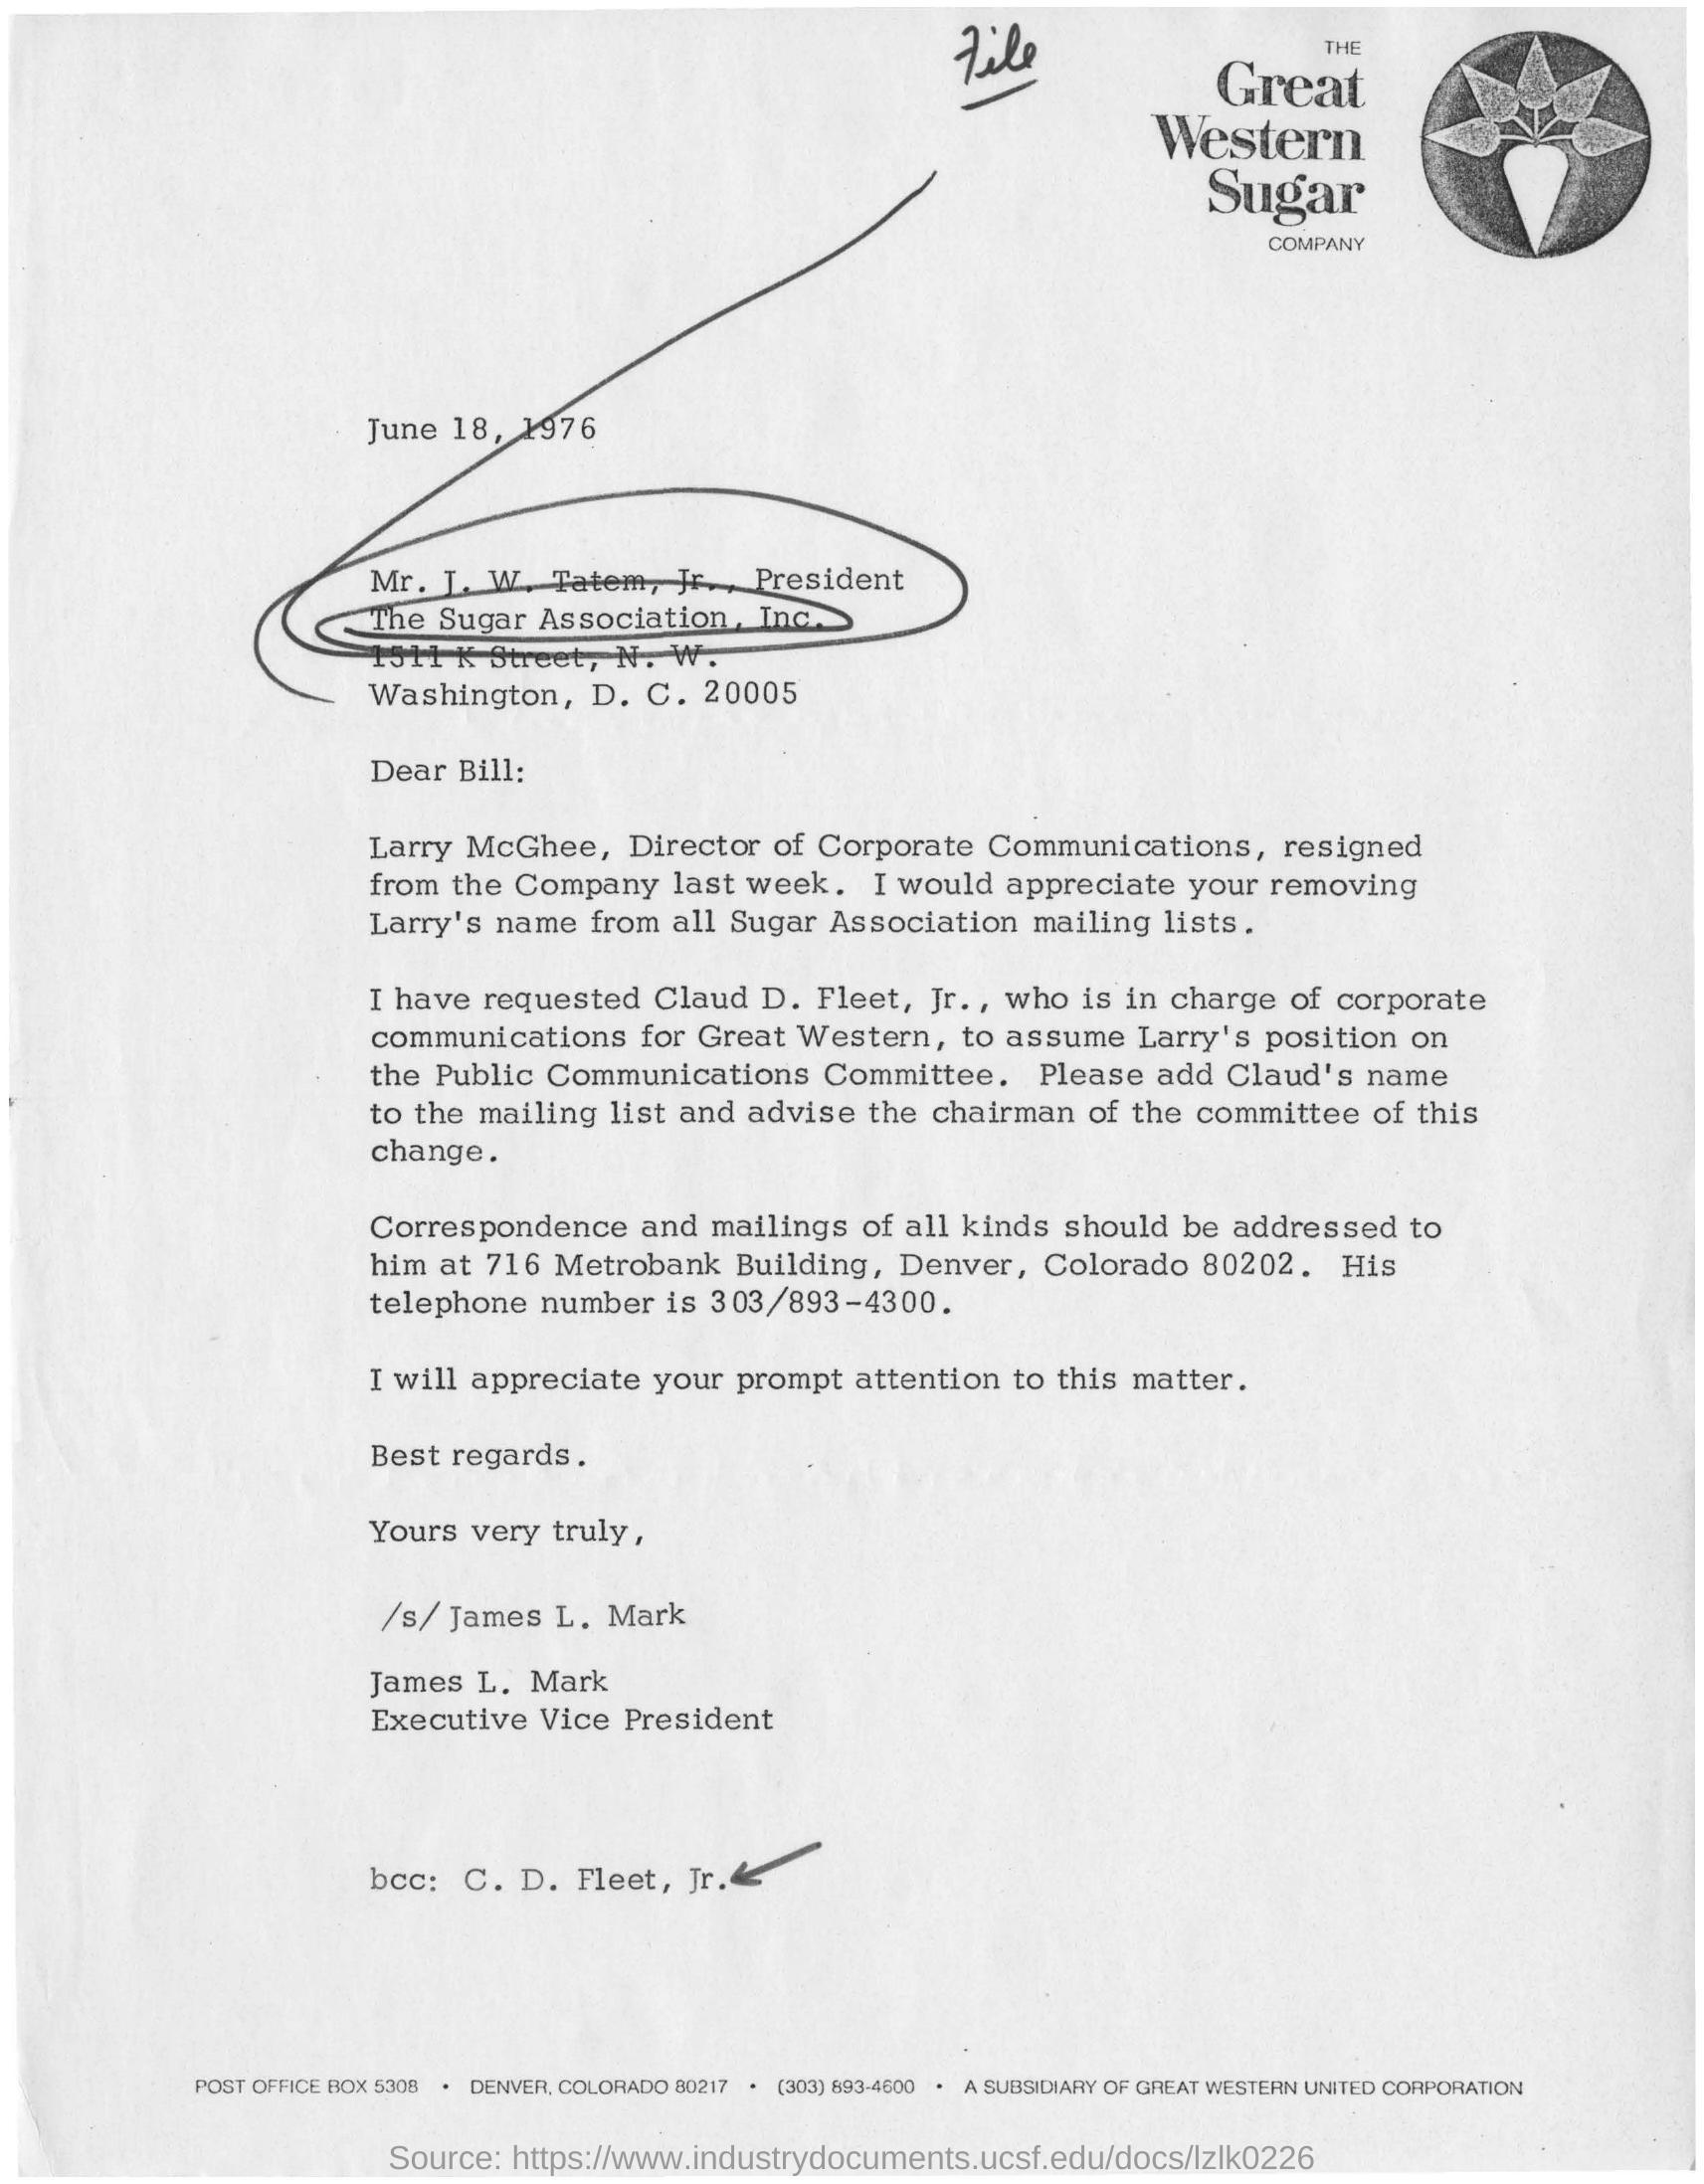 File
THE
Great
Western
Sugar
COMPANY
June 18, 1976
Mr. J. W. Tatem, Jr., President
The Sugar Association, Inc.
1511 K Street, N. W.
Washington, D. C. 20005
Dear Bill:
Larry McGhee, Director of Corporate Communications, resigned
from the Company last week. I would appreciate your removing
Larry's name from all Sugar Association mailing lists.
I have requested Claud D. Fleet, Jr., who is in charge of corporate
communications for Great Western, to assume Larry's position on
the Public Communications Committee. Please add Claud's name
to the mailing list and advise the chairman of the committee of this
change.
Correspondence and mailings of all kinds should be addressed to
him at 716 Metrobank Building, Denver, Colorado 80202. His
telephone number is 303/893-4300.
I will appreciate your prompt attention to this matter.
Best regards.
Yours very truly,
/s/ James L. Mark
James L. Mark
Executive Vice President
bcc: C. D. Fleet, Jr.
POST OFFICE BOX 5308 • DENVER, COLORADO 80217 • (303) 893-4600 • A SUBSIDIARY OF GREAT WESTERN UNITED CORPORATION
Source: https://www.industrydocuments.ucsf.edu/docs/lzlk0226